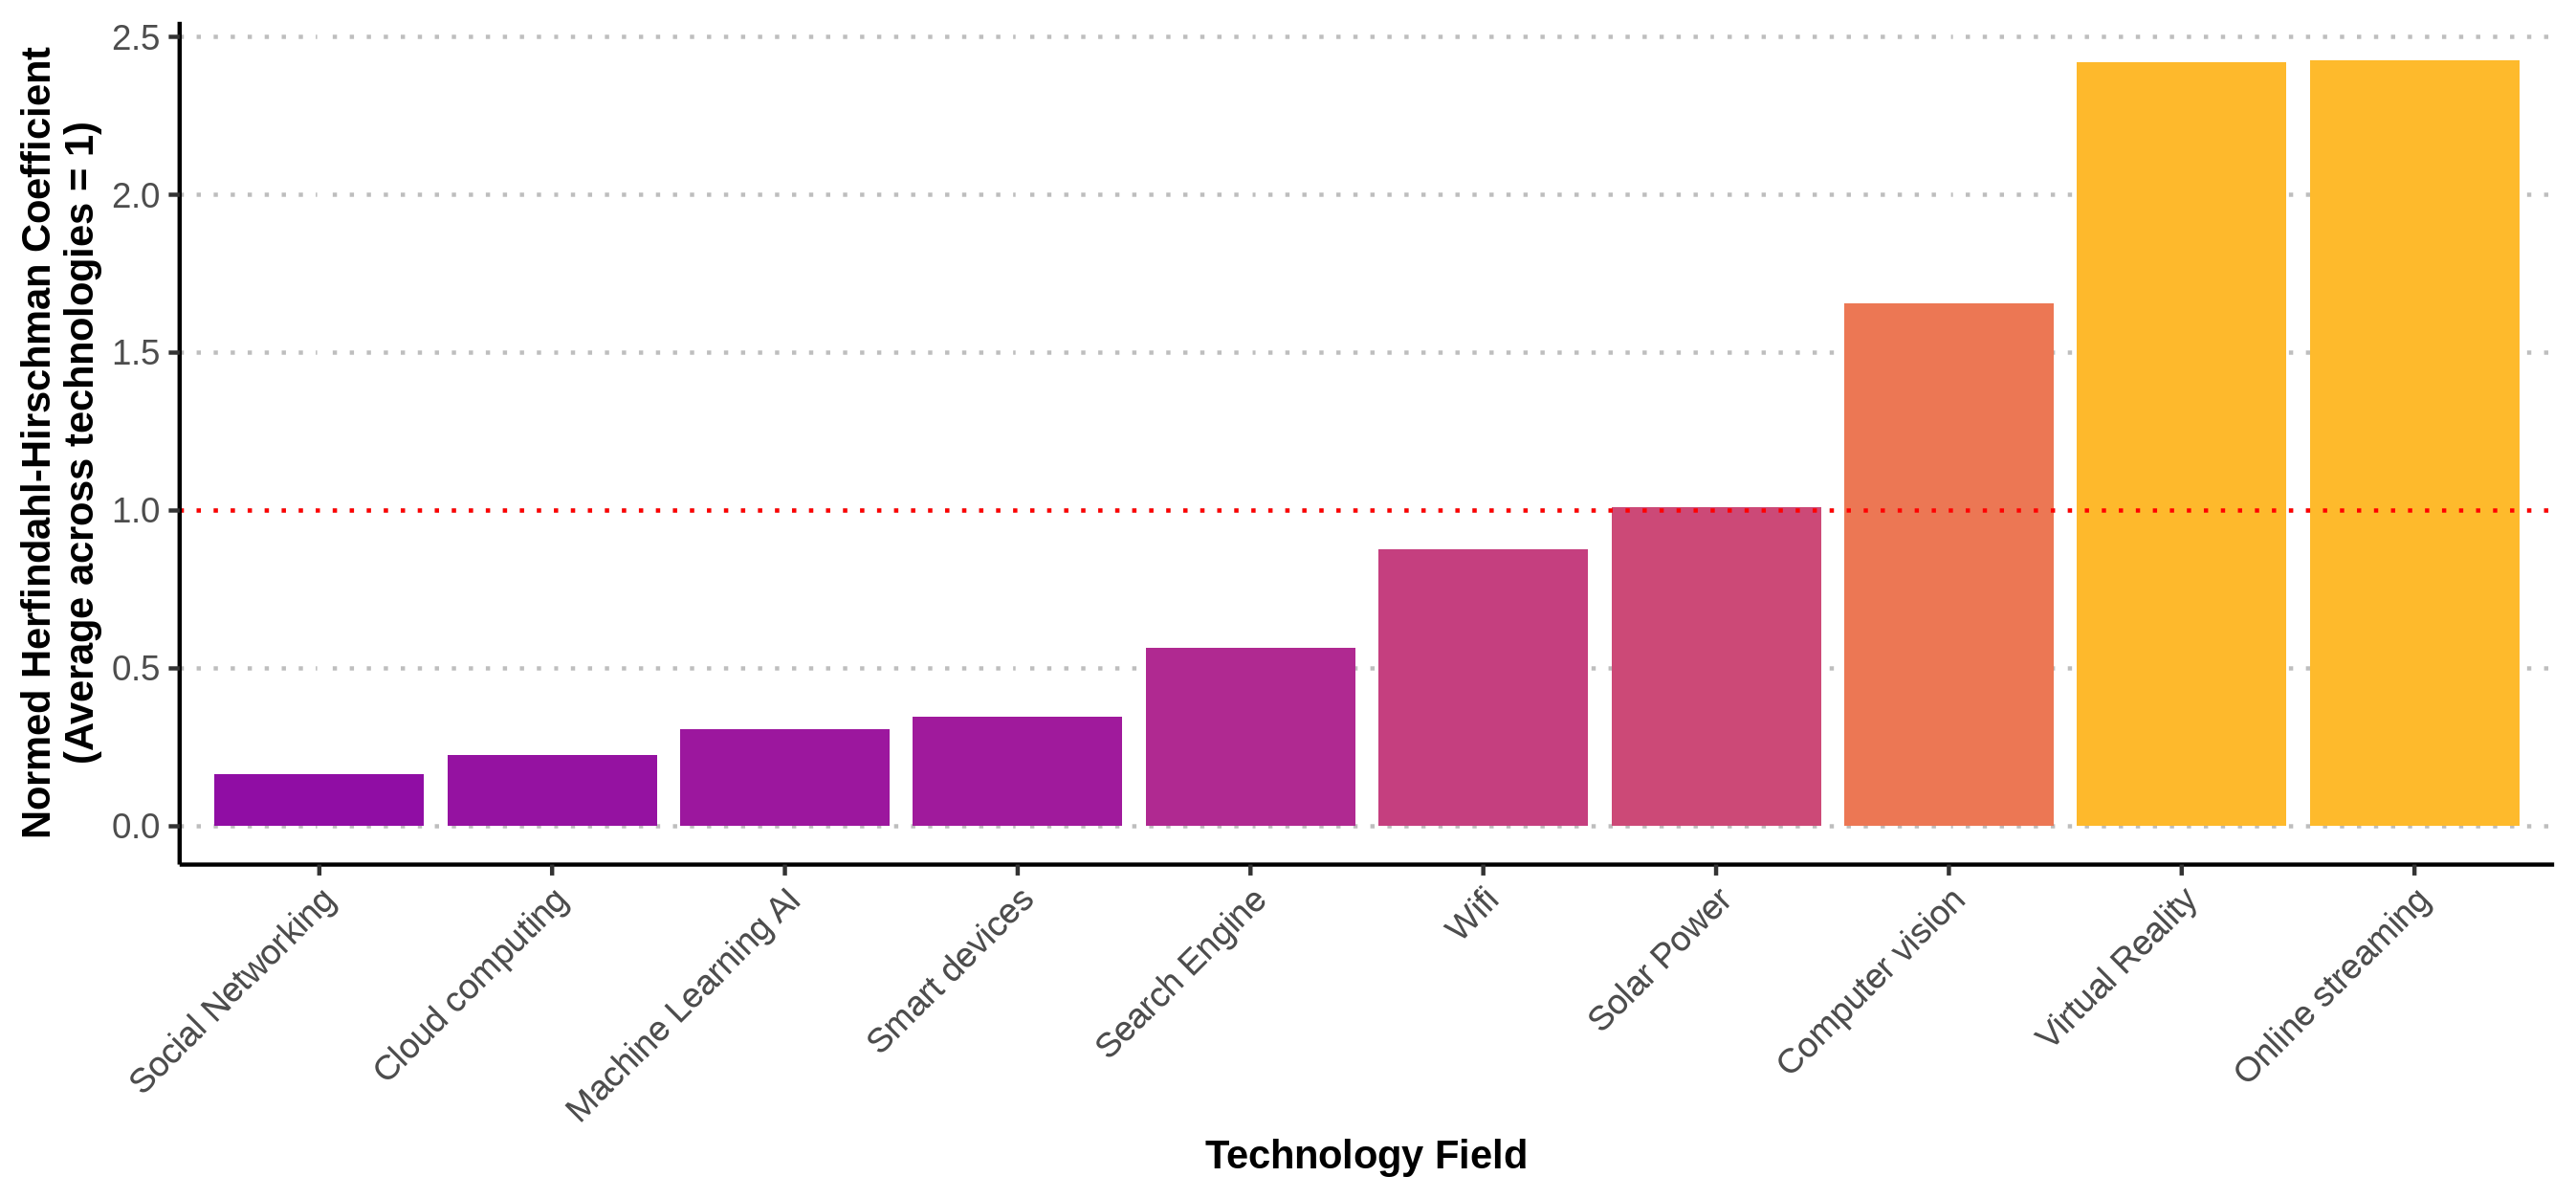 Normed Herfindahl-Hirschman Coefficient
(Average across technologies = 1)
2.5
2.0
1.5
1.0
0.5
0.0
Social Networking
Cloud computing
Machine Learning AI
Smart devices
Search Engine
Wifi
Solar Power
Computer vision
Virtual Reality
Online streaming
Technology Field